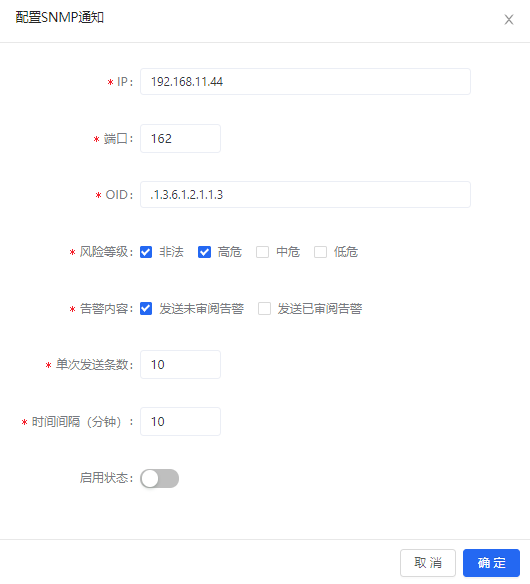 配置SNMP通知
* IP: 192.168.11.44
* 端口: 162
* OID: .1.3.6.1.2.1.1.3
* 风险等级: 非法 高危 中危 低危
* 告警内容: 发送未审阅告警 发送已审阅告警
* 单次发送条数: 10
* 时间间隔（分钟）: 10
启用状态:
取 消 确 定